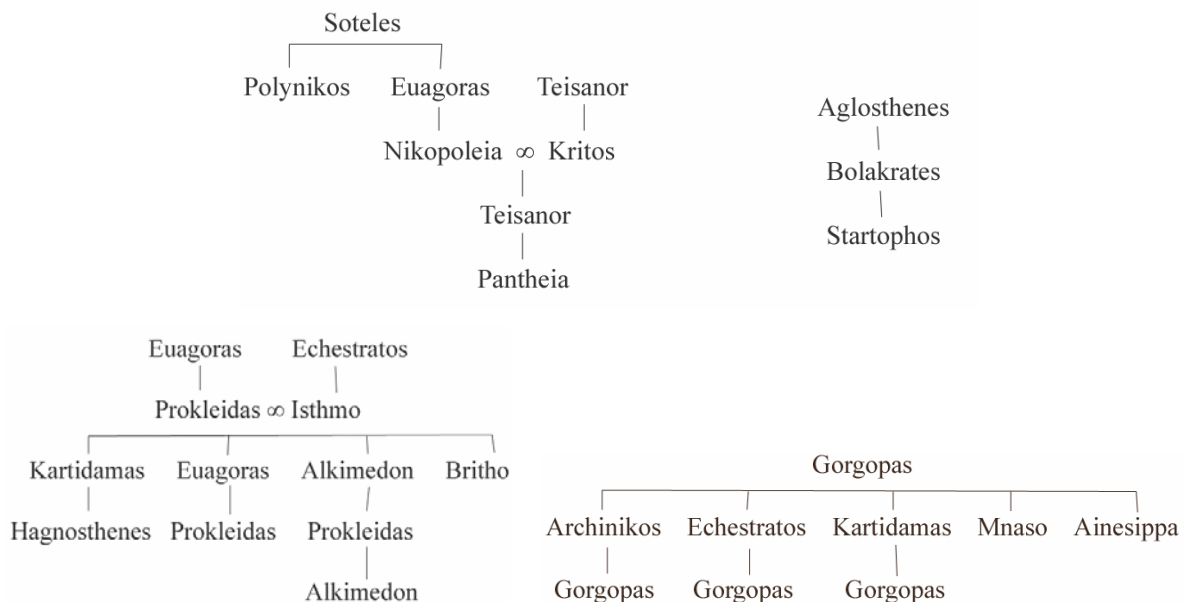 Soteles
Polynikos Euagoras Teisanor
Nikopoleia ∞ Kritos
Teisanor
Pantheia
Aglosthenes
Bolakrates
Startophos
Euagoras Echestratos
Prokleidas ∞ Isthmo
Kartidamas Euagoras Alkimedon Britho
Hagnosthenes Prokleidas Prokleidas
Alkimedon
Gorgopas
Archinikos Echestratos Kartidamas Mnaso Ainesippa
Gorgopas Gorgopas Gorgopas